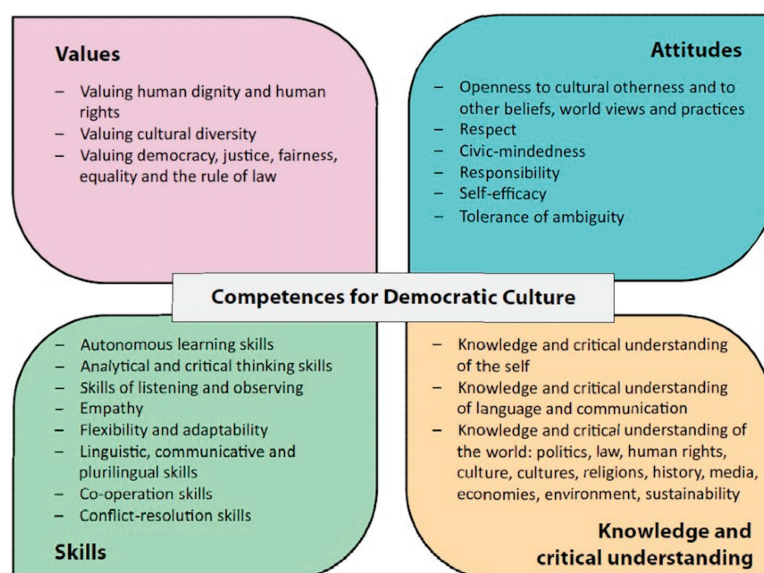 Values
– Valuing human dignity and human
rights
– Valuing cultural diversity
– Valuing democracy, justice, fairness,
equality and the rule of law
Attitudes
– Openness to cultural otherness and to
other beliefs, world views and practices
– Respect
– Civic-mindedness
– Responsibility
– Self-efficacy
– Tolerance of ambiguity
Competences for Democratic Culture
– Autonomous learning skills
– Analytical and critical thinking skills
– Skills of listening and observing
– Empathy
– Flexibility and adaptability
– Linguistic, communicative and
plurilingual skills
– Co-operation skills
– Conflict-resolution skills
Skills
– Knowledge and critical understanding
of the self
– Knowledge and critical understanding
of language and communication
– Knowledge and critical understanding of
the world: politics, law, human rights,
culture, cultures, religions, history, media,
economies, environment, sustainability
Knowledge and
critical understanding